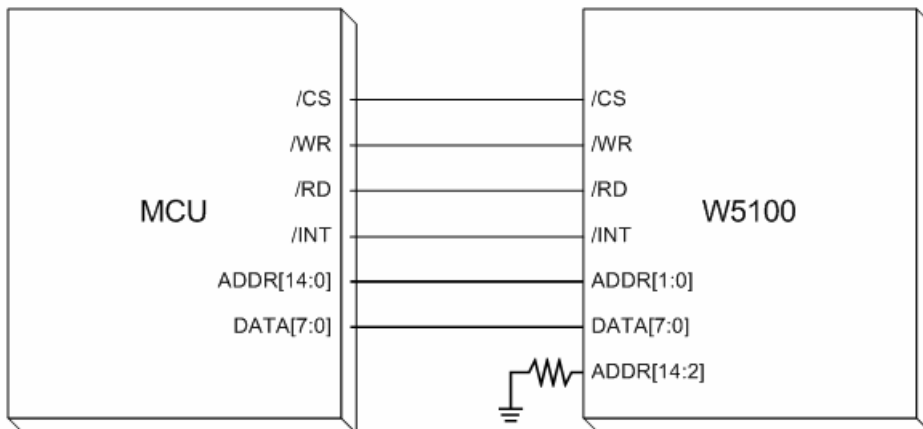 MCU
/CS
/WR
/RD
/INT
ADDR[14:0]
DATA[7:0]
/CS
/WR
/RD
/INT
ADDR[1:0]
DATA[7:0]
ADDR[14:2]
W5100